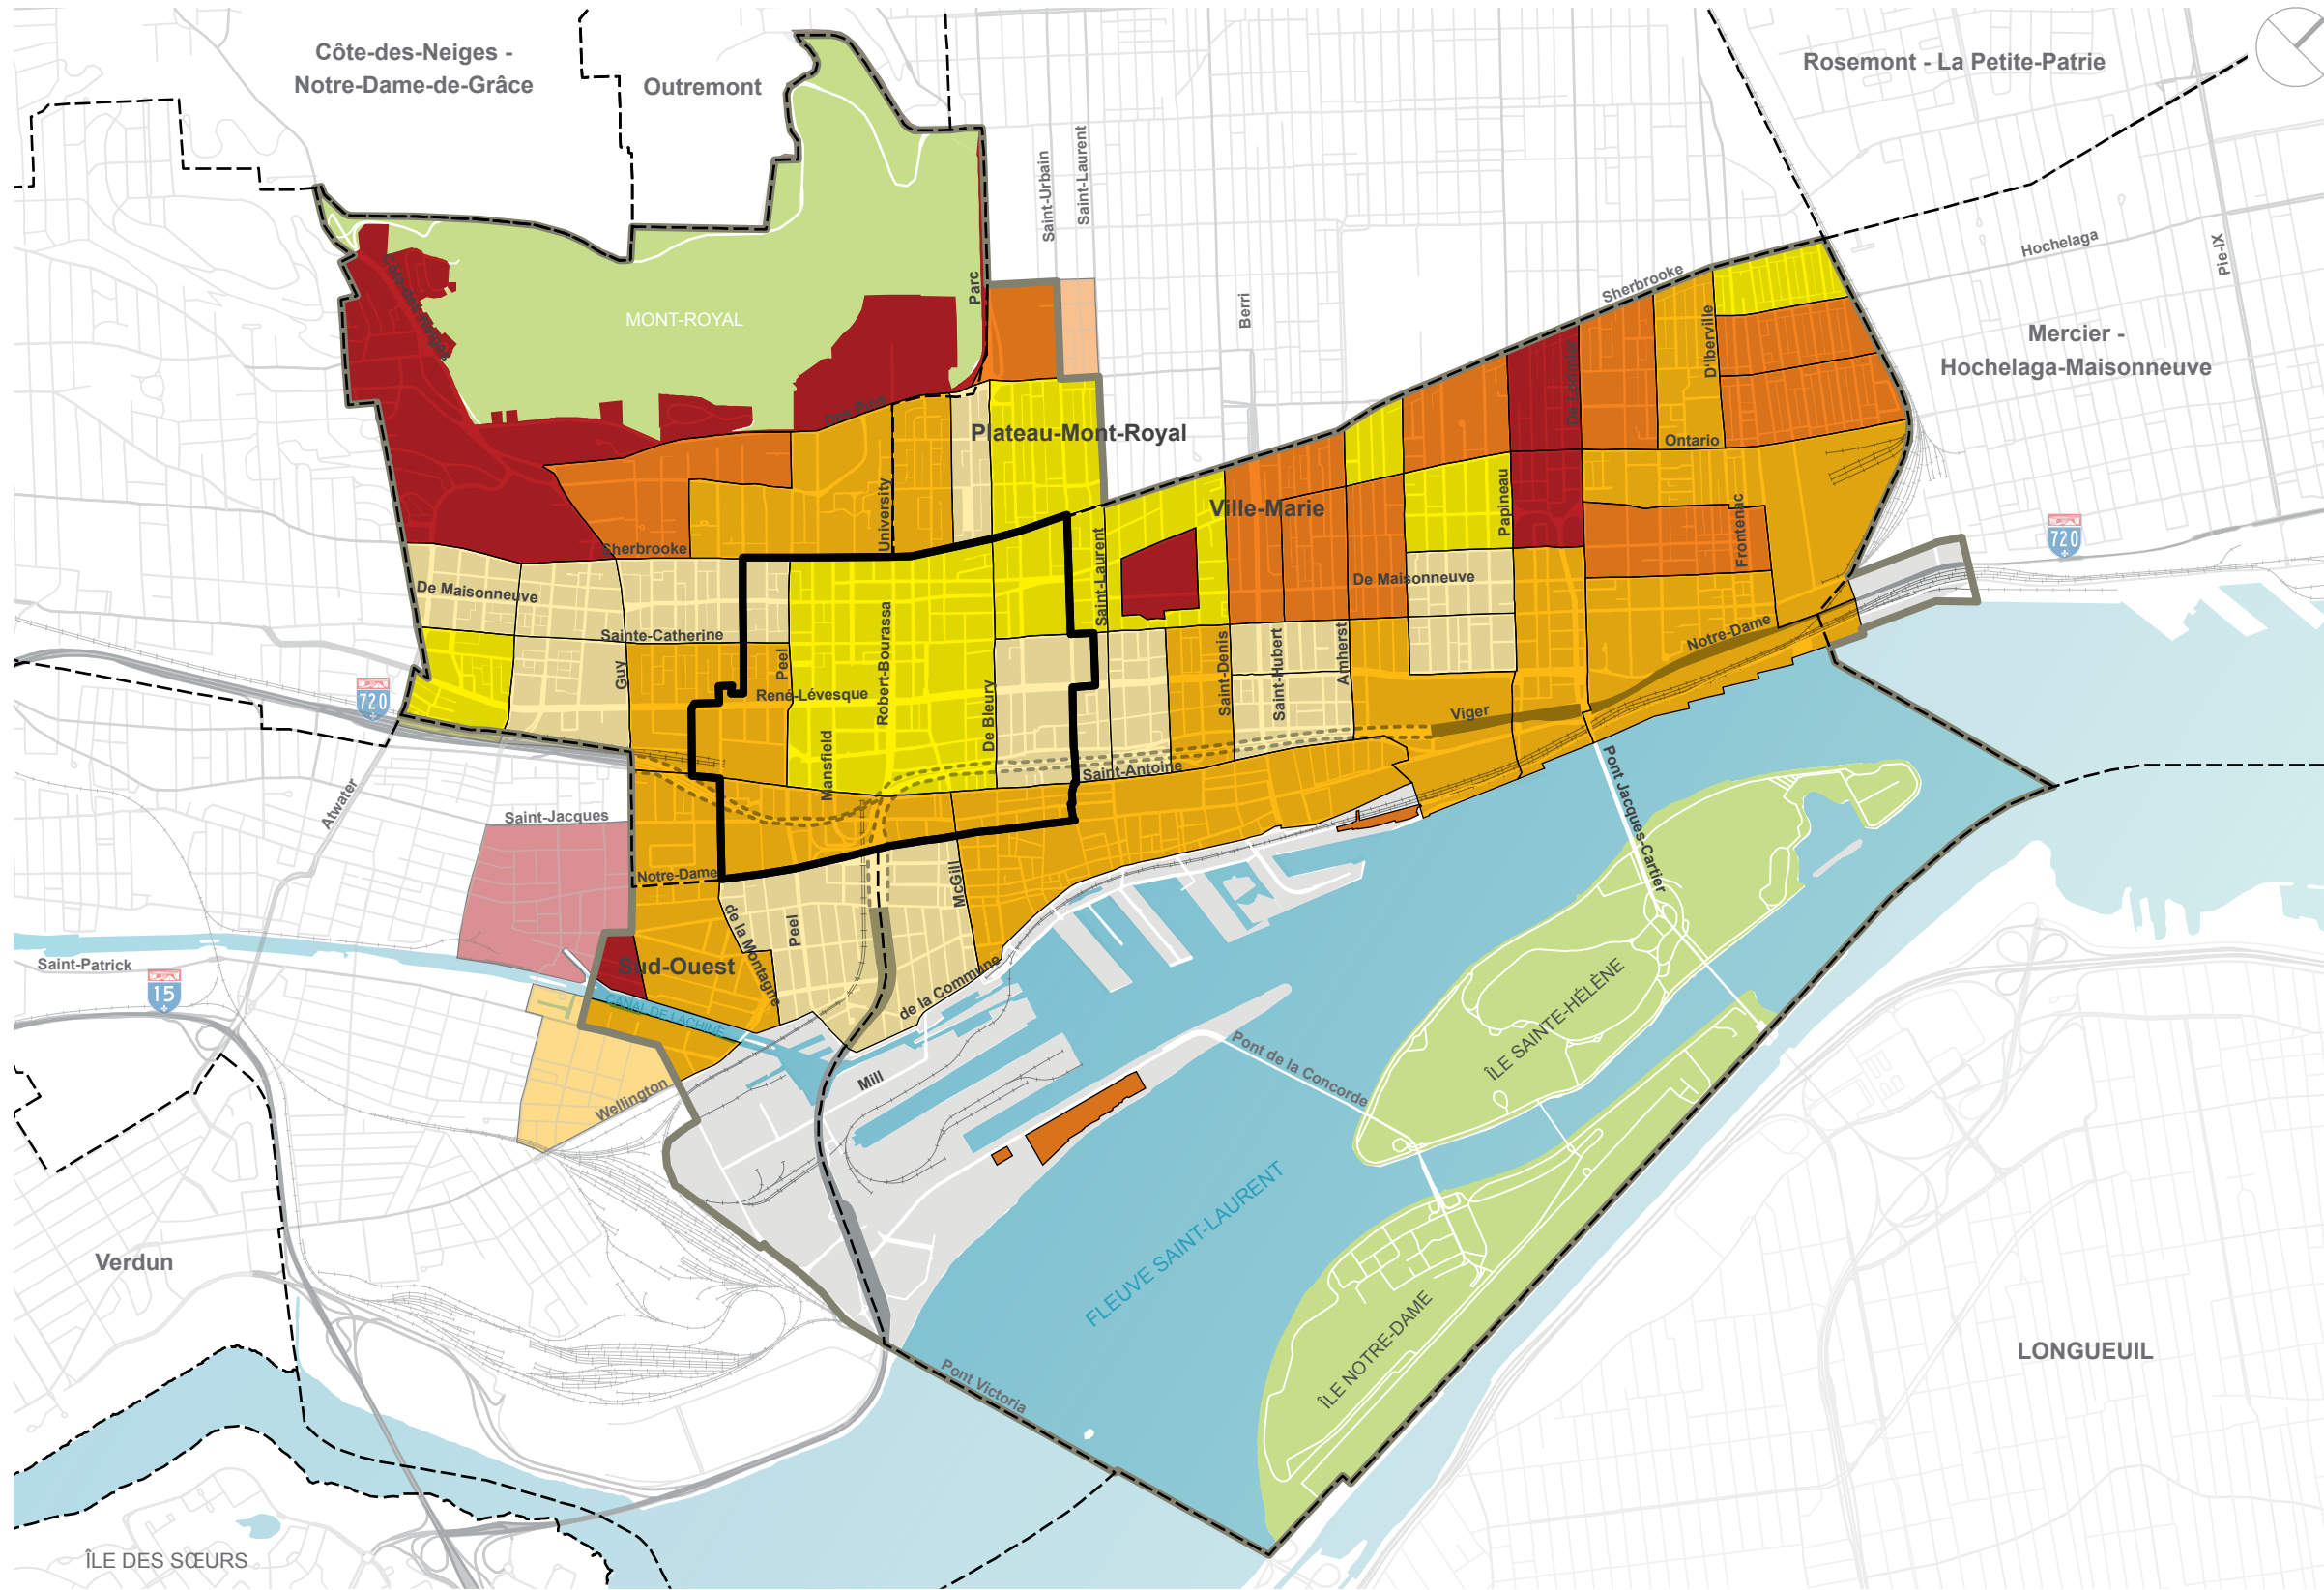 Côte-des-Neiges -
Notre-Dame-de-Grâce
Outremont
Rosemont - La Petite-Patrie
Saint-Urbain
Saint-Laurent
Hochelaga
Pie-IX
Côte-des-Neiges
Parc
Berri
Sherbrooke
D'Iberville
MONT-ROYAL
Mercier -
Hochelaga-Maisonneuve
De Lorimier
Des Pins
Plateau-Mont-Royal
Ontario
University
Ville-Marie
Papineau
Frontenac
Sherbrooke
720
De Maisonneuve
Saint-Laurent
De Maisonneuve
Sainte-Catherine
Guy
Peel
Robert-Bourassa
Saint-Denis
Saint-Hubert
Amherst
Notre-Dame
720
René-Lévesque
De Bleury
Viger
Mansfield
Saint-Antoine
Atwater
Saint-Jacques
Pont Jacques-Cartier
Notre-Dame
McGill
de la Montagne
Peel
Saint-Patrick
15
Sud-Ouest
de la Commune
CANAL DE LACHINE
ÎLE SAINTE-HÉLÈNE
Mill
Wellington
Pont de la Concorde
Verdun
FLEUVE SAINT-LAURENT
ÎLE NOTRE-DAME
LONGUEUIL
Pont Victoria
ÎLE DES SŒURS